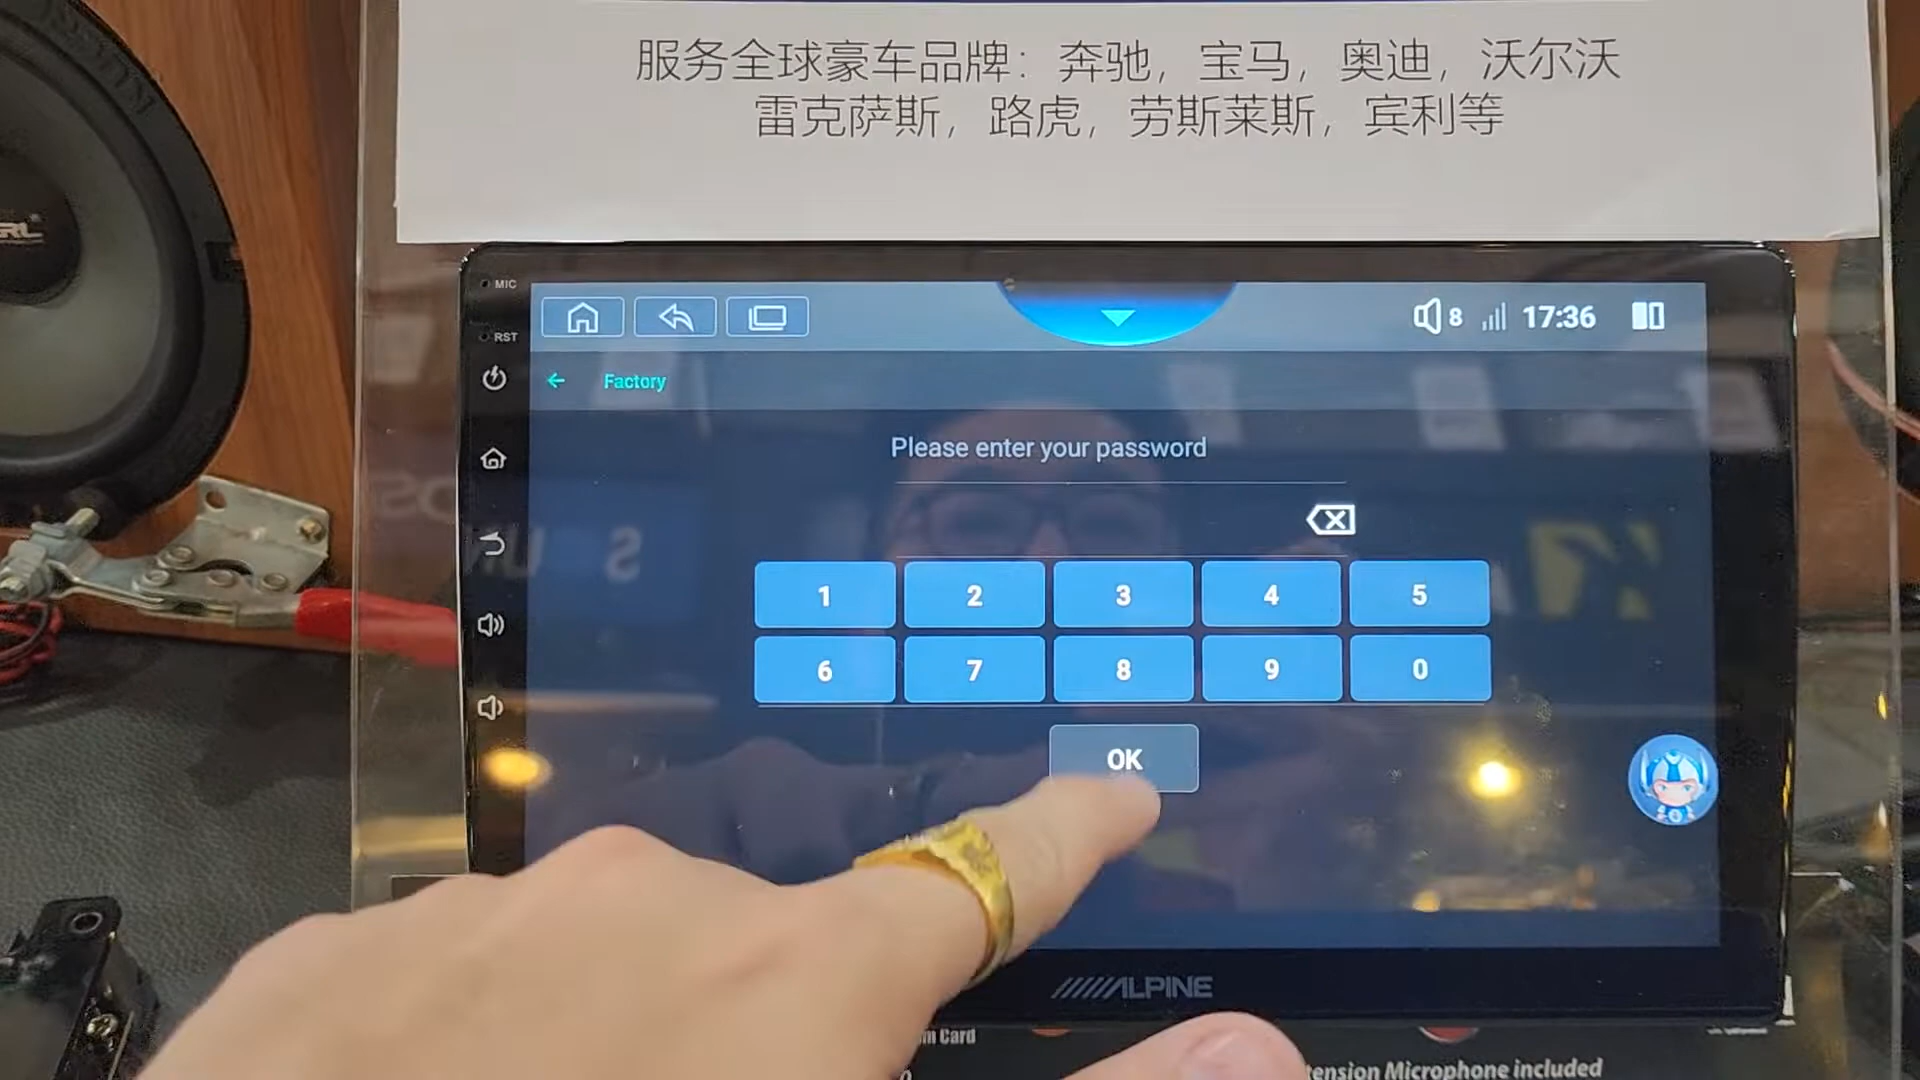 服务全球豪车品牌：奔驰，宝马，奥迪，沃尔沃
雷克萨斯，路虎，劳斯莱斯，宾利等
MIC
RST
8 17:36
Factory
Please enter your password
1 2 3 4 5
6 7 8 9 0
OK
ALPINE
Card
Microphone included